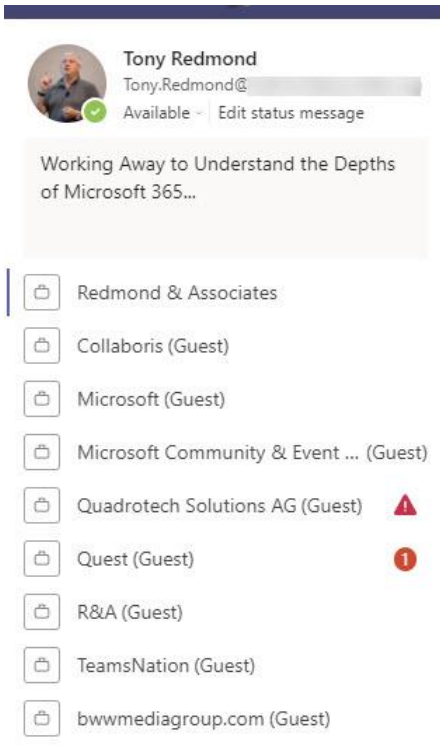 Tony Redmond
Tony.Redmond@
Available Edit status message
Working Away to Understand the Depths
of Microsoft 365...
Redmond & Associates
Collaboris (Guest)
Microsoft (Guest)
Microsoft Community & Event ... (Guest)
Quadrotech Solutions AG (Guest)
Quest (Guest) 1
R&A (Guest)
TeamsNation (Guest)
bwwmediagroup.com (Guest)